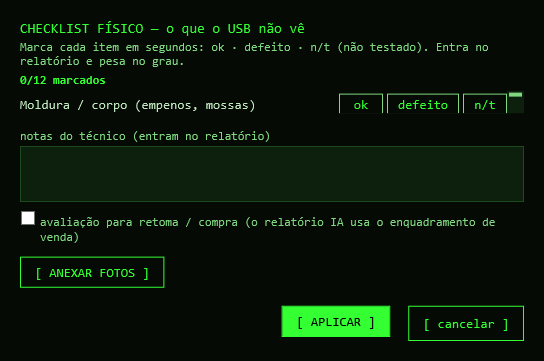 CHECKLIST FÍSICO — o que o USB não vê
Marca cada item em segundos: ok · defeito · n/t (não testado). Entra no
relatório e pesa no grau.
0/12 marcados
Moldura / corpo (empenos, mossas) ok defeito n/t
notas do técnico (entram no relatório)
avaliação para retoma / compra (o relatório IA usa o enquadramento de
venda)
[ ANEXAR FOTOS ]
[ APLICAR ] [ cancelar ]